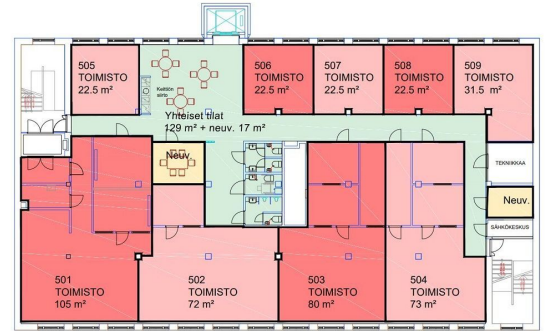 505
TOIMISTO
22.5 m²
Keittiön
siirto
506
TOIMISTO
22.5 m²
507
TOIMISTO
22.5 m²
508
TOIMISTO
22.5 m²
509
TOIMISTO
31.5 m²
Yhteiset tilat
129 m² + neuv. 17 m²
Neuv.
TEKNIIKKAA
Neuv.
SÄHKÖKESKUS
501
TOIMISTO
105 m²
502
TOIMISTO
72 m²
503
TOIMISTO
80 m²
504
TOIMISTO
73 m²